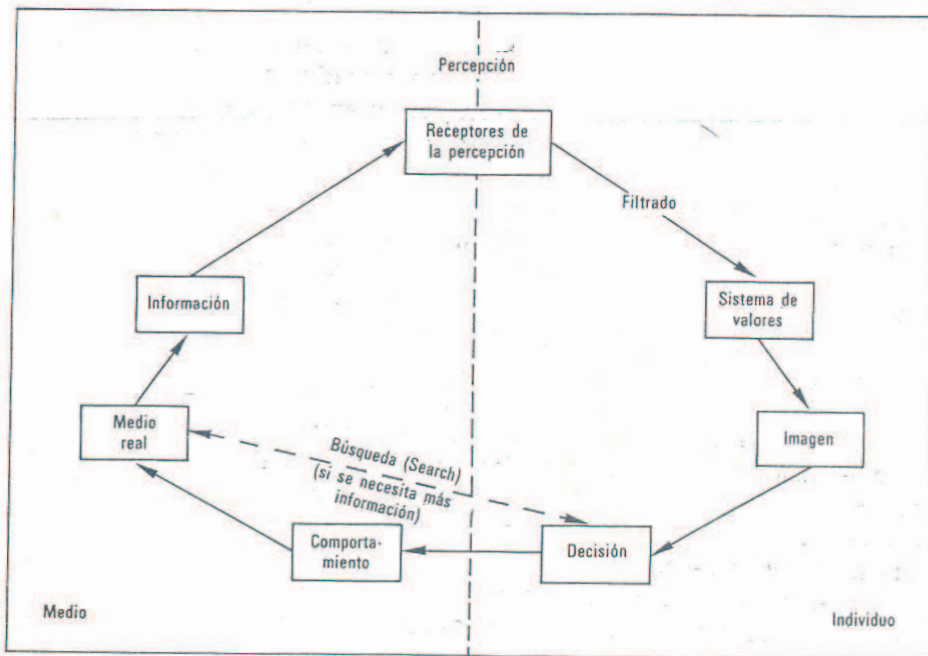 Percepción
Receptores de
la percepción
Filtrado
Información
Sistema de
valores
Medio
real
Imagen
Búsqueda (Search)
(si se necesita más
información)
Comporta-
miento
Decisión
Medio
Individuo